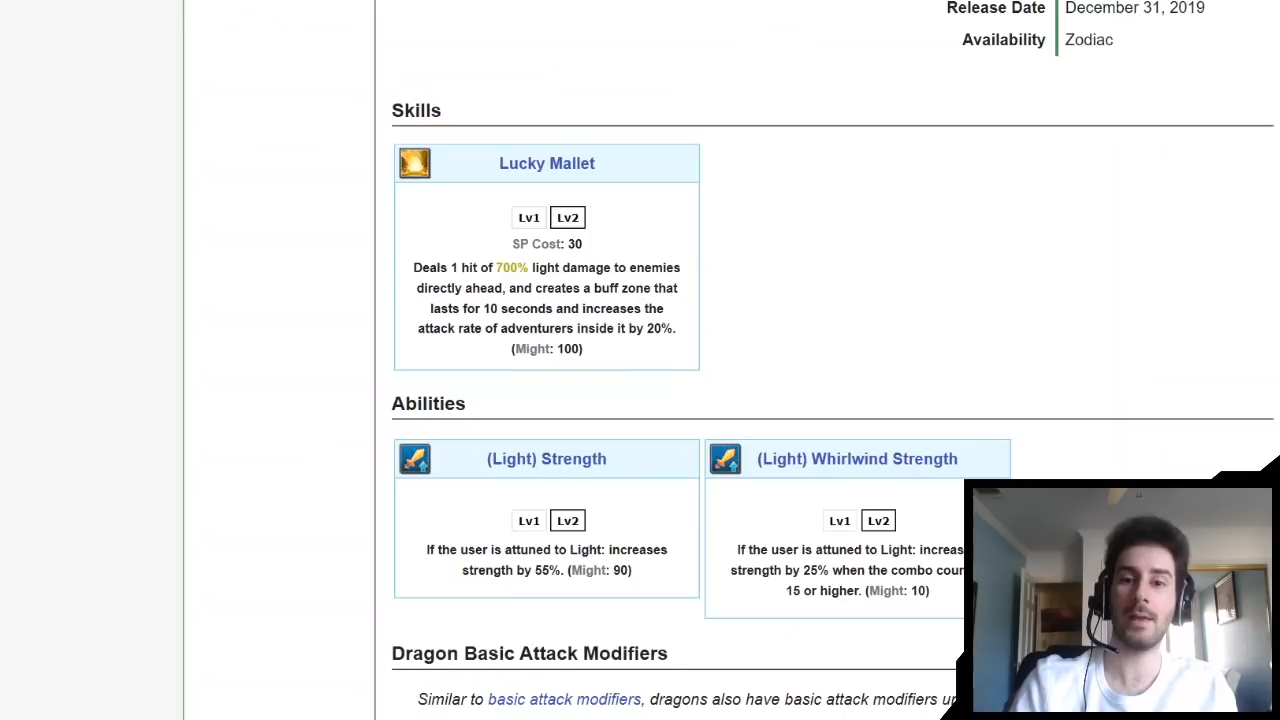 Release Date December 31, 2019
Availability Zodiac
Skills
Lucky Mallet
Lv1 Lv2
SP Cost: 30
Deals 1 hit of 700% light damage to enemies
directly ahead, and creates a buff zone that
lasts for 10 seconds and increases the
attack rate of adventurers inside it by 20%.
(Might: 100)
Abilities
(Light) Strength
Lv1 Lv2
If the user is attuned to Light: increases
strength by 55%. (Might: 90)
(Light) Whirlwind Strength
Lv1 Lv2
If the user is attuned to Light: increas
strength by 25% when the combo cour
15 or higher. (Might: 10)
Dragon Basic Attack Modifiers
Similar to basic attack modifiers, dragons also have basic attack modifiers